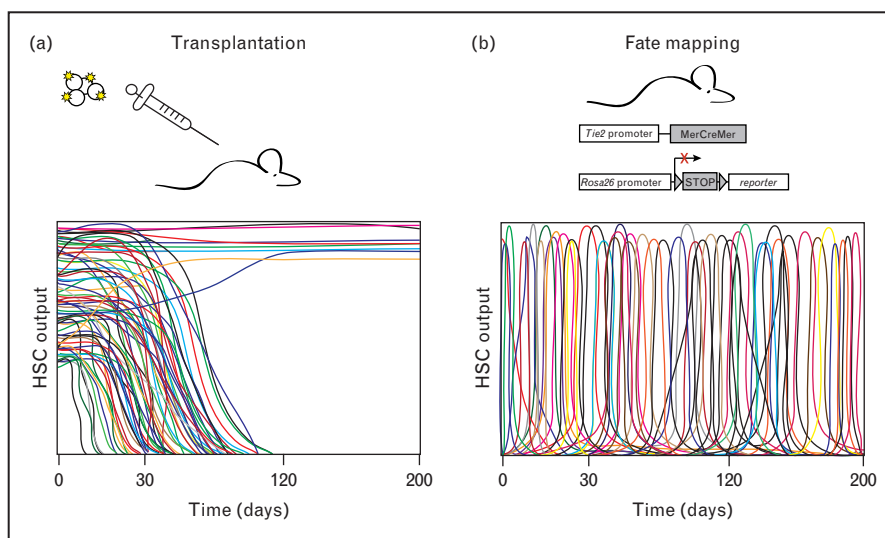 (a) Transplantation
HSC output
0 30 120 200
Time (days)
(b) Fate mapping
Tie2 promoter MerCreMer
X
Rosa26 promoter STOP reporter
HSC output
0 30 120 200
Time (days)